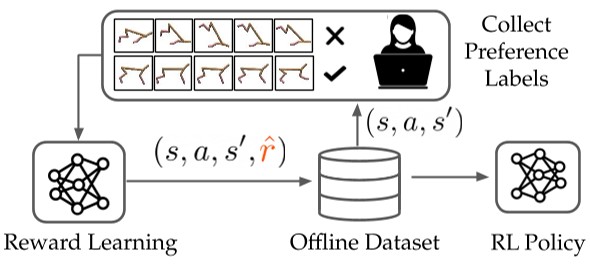 Collect
Preference
Labels
(s, a, s')
(s, a, s', r̂)
Reward Learning
Offline Dataset
RL Policy